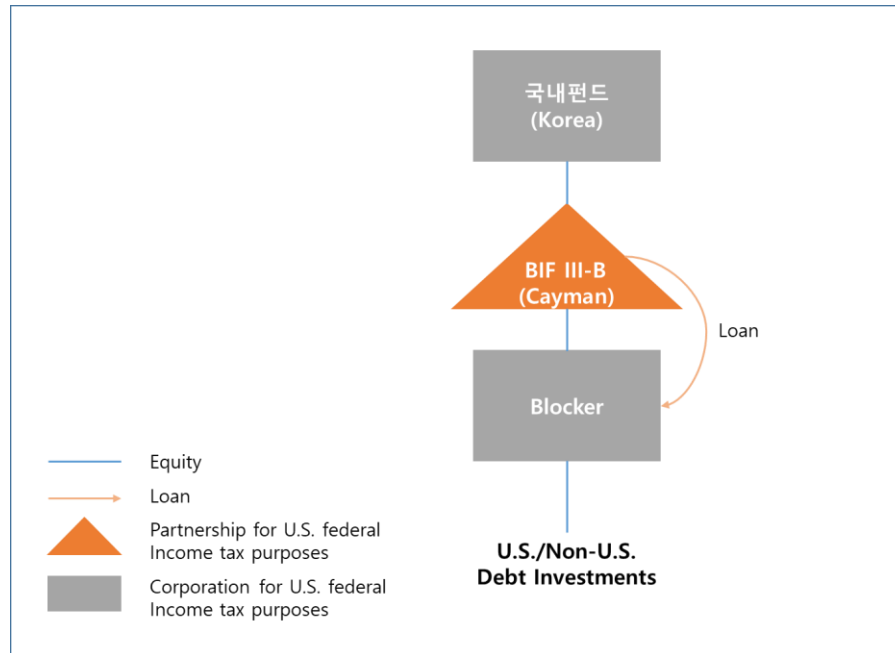 국내펀드
(Korea)
BIF III-B
(Cayman)
Loan
Blocker
U.S./Non-U.S.
Debt Investments
Equity
Loan
Partnership for U.S. federal
Income tax purposes
Corporation for U.S. federal
Income tax purposes